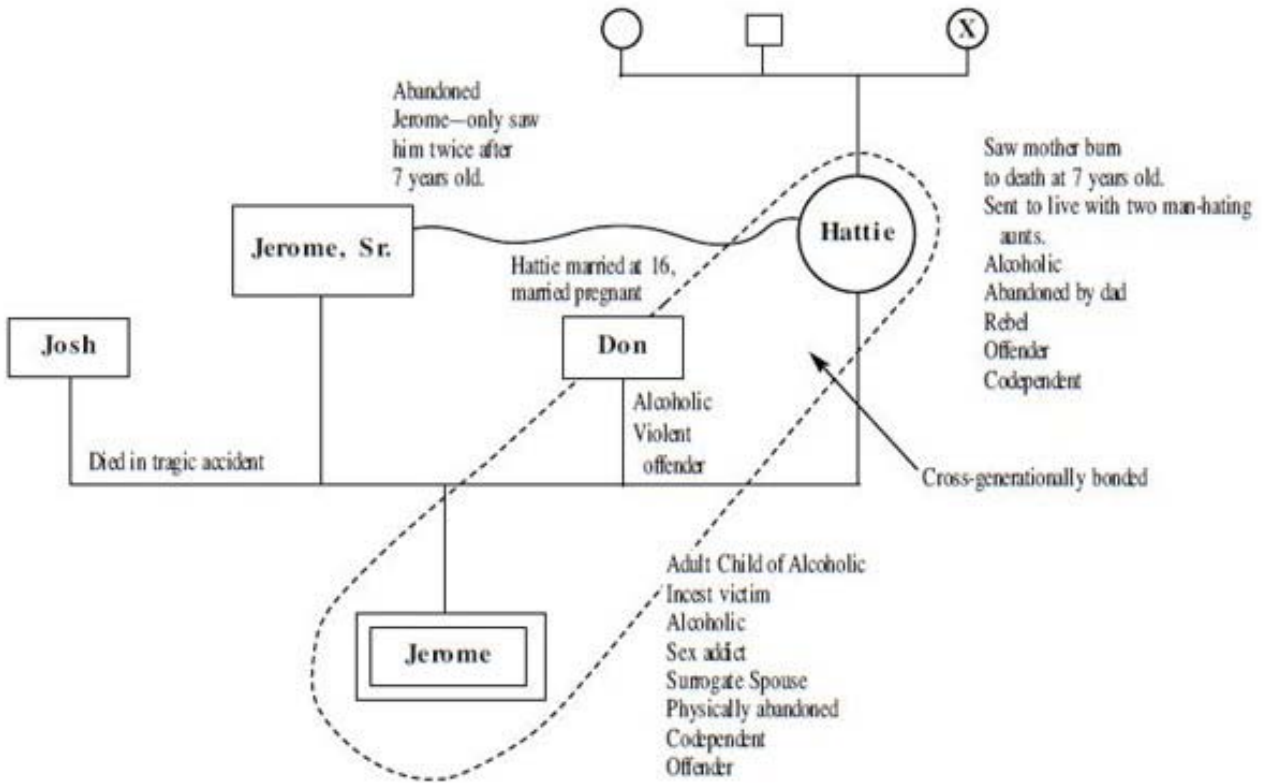 X
Abandoned
Jerome—only saw
him twice after
7 years old.
Saw mother burn
to death at 7 years old.
Sent to live with two man-hating
aunts.
Alcoholic
Abandoned by dad
Rebel
Offender
Codependent
Jerome, Sr.
Hattie
Hattie married at 16,
married pregnant
Josh
Don
Alcoholic
Violent
offender
Died in tragic accident
Cross-generationally bonded
Adult Child of Alcoholic
Incest victim
Alcoholic
Sex addict
Surrogate Spouse
Physically abandoned
Codependent
Offender
Jerome